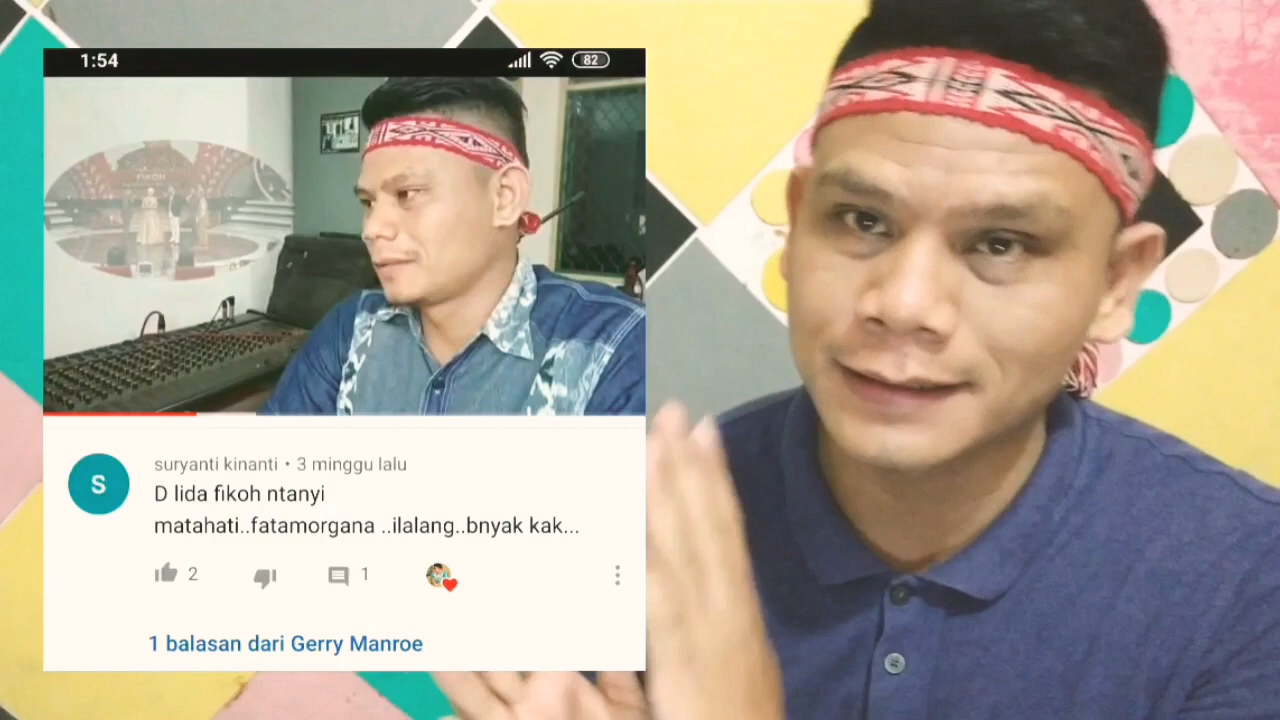 1:54
82
FIKOH
S
suryanti kinanti • 3 minggu lalu
D lida fikoh ntanyi
matahati..fatamorgana ..ilalang..bnyak kak...
2
1
1 balasan dari Gerry Manroe